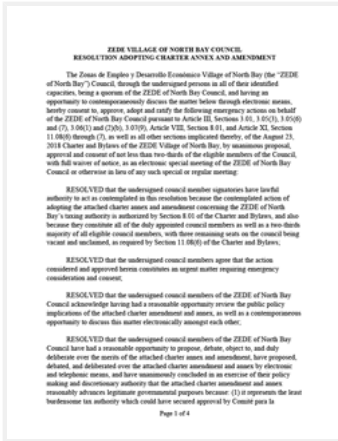 ZEDE VILLAGE OF NORTH BAY COUNCIL
RESOLUTION ADOPTING CHARTER ANNEX AND AMENDMENT
The Zonas de Empleo y Desarrollo Económico Village of North Bay (the “ZEDE
of North Bay”) Council, through the undersigned persons in all of their identified
capacities, being a quorum of the ZEDE of North Bay Council, and having an
opportunity to contemporaneously discuss the matter below through electronic means,
hereby consent to, approve, adopt and ratify the following emergency actions on behalf
of the ZEDE of North Bay Council pursuant to Article III, Sections 3.01, 3.05(3), 3.05(6)
and (7), 3.06(1) and (2)(b), 3.07(9), Article VIII, Section 8.01, and Article XI, Section
11.08(6) through (7), as well as all other sections implicated thereby, of the August 23,
2018 Charter and Bylaws of the ZEDE Village of North Bay, by unanimous proposal,
approval and consent of not less than two-thirds of the eligible members of the Council,
with full waiver of notice, as an electronic special meeting of the ZEDE of North Bay
Council or otherwise in lieu of any such special or regular meeting:
RESOLVED that the undersigned council member signatories have lawful
authority to act as contemplated in this resolution because the contemplated action of
adopting the attached charter annex and amendment concerning the ZEDE of North
Bay’s taxing authority is authorized by Section 8.01 of the Charter and Bylaws, and also
because they constitute all of the duly appointed council members as well as a two-thirds
majority of all-eligible council members, with three remaining seats on the council being
vacant and unclaimed, as required by Section 11.08(6) of the Charter and Bylaws;
RESOLVED that the undersigned council members agree that the action
considered and approved herein constitutes an urgent matter requiring emergency
consideration and consent;
RESOLVED that the undersigned council members of the ZEDE of North Bay
Council acknowledge having had a reasonable opportunity review the public policy
implications of the attached charter amendment and annex, as well as a contemporaneous
opportunity to discuss this matter electronically amongst each other;
RESOLVED that the undersigned council members of the ZEDE of North Bay
Council have had a reasonable opportunity to propose, debate, object to, and duly
deliberate over the merits of the attached charter amendment and annex, have proposed,
debated, and deliberated over the attached charter amendment and annex by electronic
and telephonic means, and have unanimously concluded in an exercise of their policy
making and discretionary authority that the attached charter amendment and annex
reasonably advances legitimate governmental purposes because: (1) it represents the least
burdensome tax authority which could have secured approval by Comité para la
Page 1 of 4